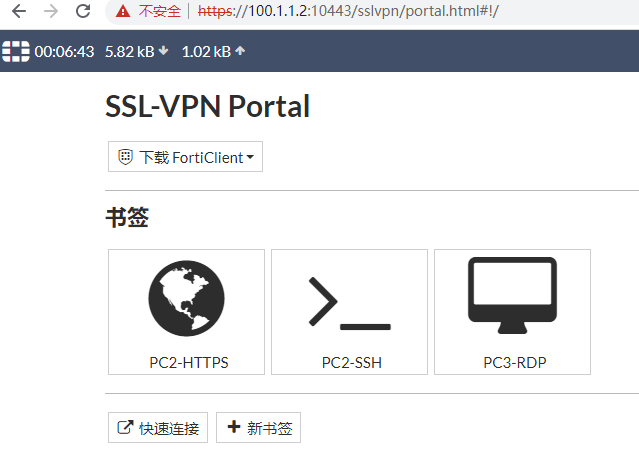 不安全 https://100.1.1.2:10443/sslvpn/portal.html#!/
00:06:43 5.82 kB 1.02 kB
SSL-VPN Portal
下载 FortiClient
书签
PC2-HTTPS PC2-SSH PC3-RDP
快速连接 新书签